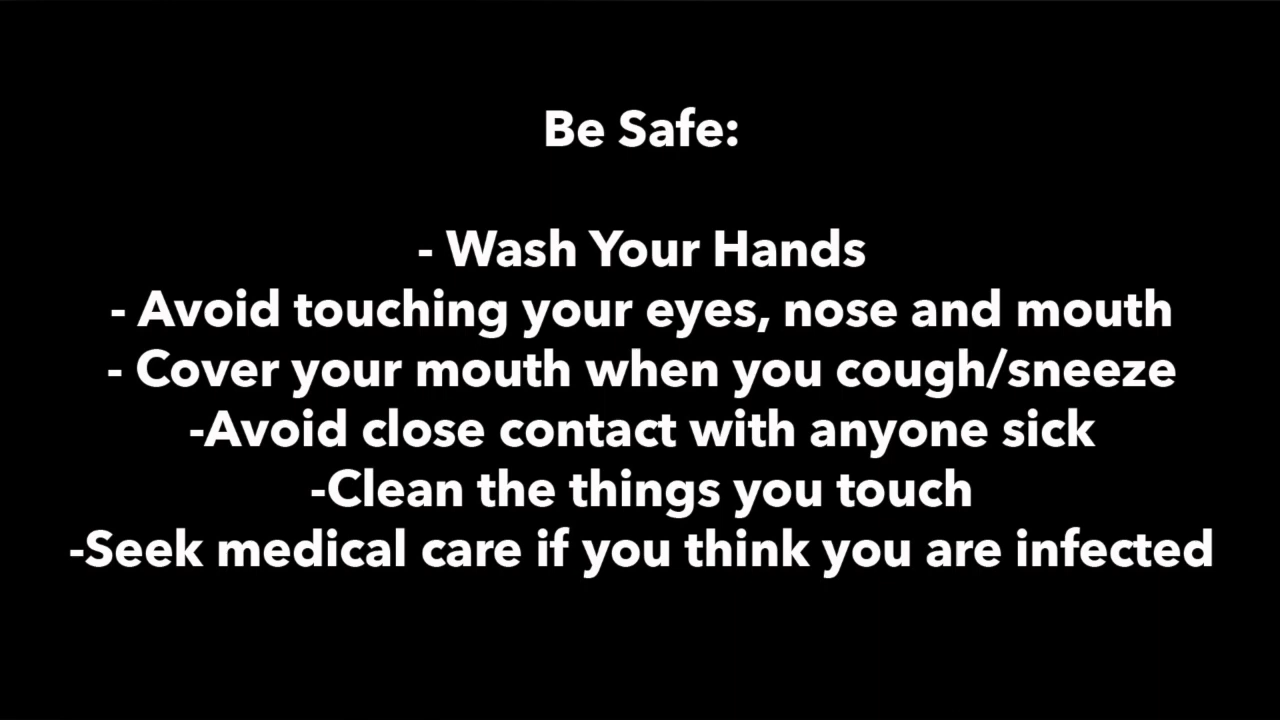 Be Safe:
- Wash Your Hands
- Avoid touching your eyes, nose and mouth
- Cover your mouth when you cough/sneeze
-Avoid close contact with anyone sick
-Clean the things you touch
-Seek medical care if you think you are infected